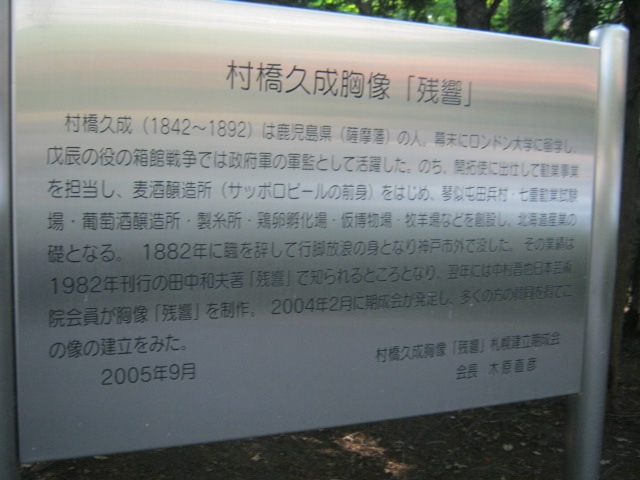 村橋久成胸像「残響」
村橋久成（1842～1892）は鹿児島県（薩摩藩）の人。幕末にロンドン大学に留学し、
戊辰の役の箱館戦争では政府軍の軍監として活躍した。のち、開拓使に出仕して勧業事業
を担当し、麦酒醸造所（サッポロビールの前身）をはじめ、琴似屯田兵村・七重勧業試験
場・葡萄酒醸造所・製糸所・鶏卵孵化場・仮博物場・牧羊場などを創設し、北海道産業の
礎となる。 1882年に職を辞して行脚放浪の身となり神戸市外で没した。 その業績は
1982年刊行の田中和夫著「残響」で知られるところとなり、翌年には中村晋也日本芸術
院会員が胸像「残響」を制作。 2004年2月に期成会が発足し、多くの方の賛同を得てこ
の像の建立をみた。
2005年9月
村橋久成胸像「残響」札幌建立期成会
会長 木原直彦